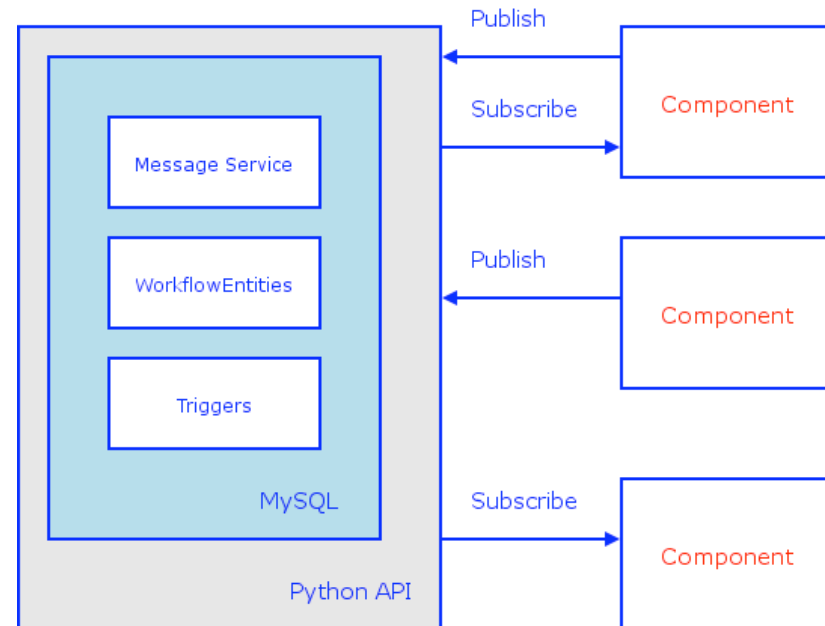 Publish
Component
Subscribe
Message Service
Publish
WorkflowEntities
Component
Triggers
MySQL
Subscribe
Component
Python API